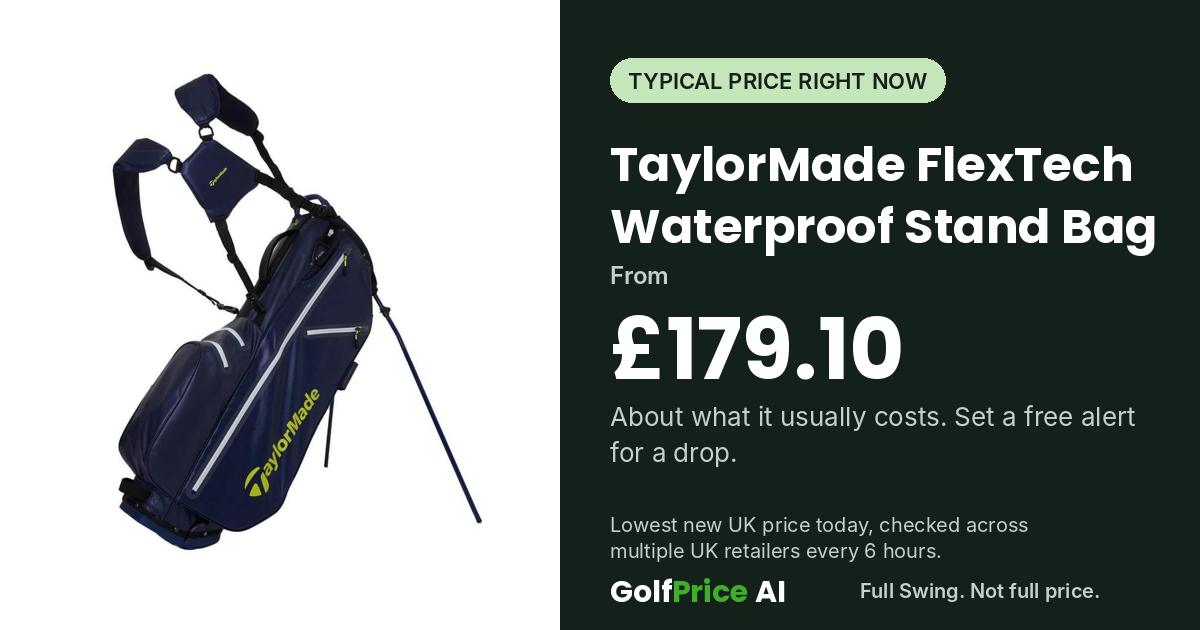 TaylorMade
TaylorMade
TYPICAL PRICE RIGHT NOW
TaylorMade FlexTech
Waterproof Stand Bag
From
£179.10
About what it usually costs. Set a free alert
for a drop.
Lowest new UK price today, checked across
multiple UK retailers every 6 hours.
GolfPrice AI
Full Swing. Not full price.